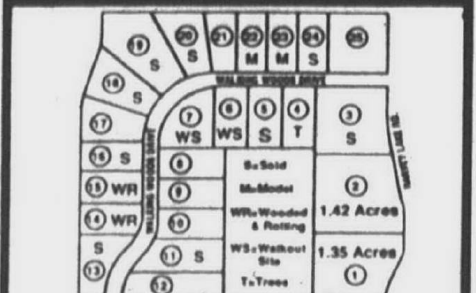 19
S
20
S
21
22
M
23
M
24
S
25
WALKING WOODS DRIVE
18
S
17
16
S
15 WR
14 WR
S
13
7
WS
6
WS
5
S
4
T
3
S
8
9
10
11 S
12
S=Sold
M=Model
WR=Wooded
& Rolling
WS=Walkout
Site
T=Trees
2
1.42 Acres
1.35 Acres
1